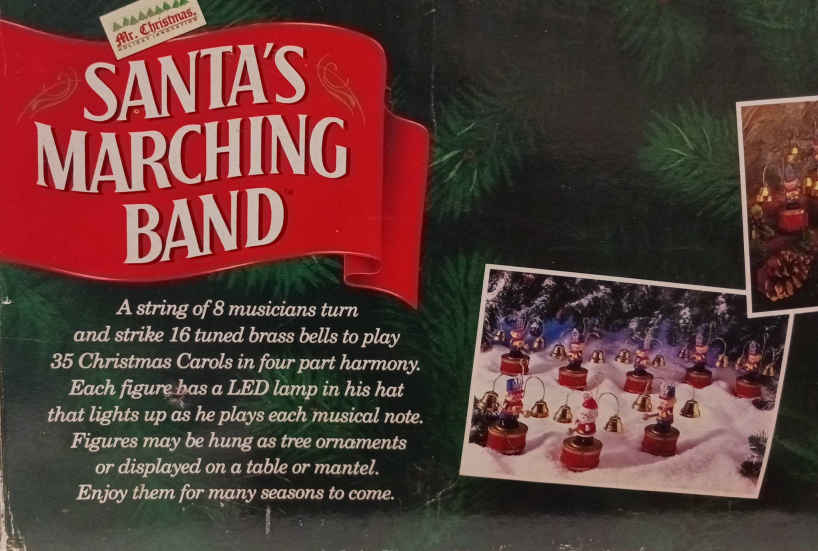 Mr. Christmas.
HOLIDAY INNOVATION
SANTA'S
MARCHING
BAND™
A string of 8 musicians turn
and strike 16 tuned brass bells to play
35 Christmas Carols in four part harmony.
Each figure has a LED lamp in his hat
that lights up as he plays each musical note.
Figures may be hung as tree ornaments
or displayed on a table or mantel.
Enjoy them for many seasons to come.